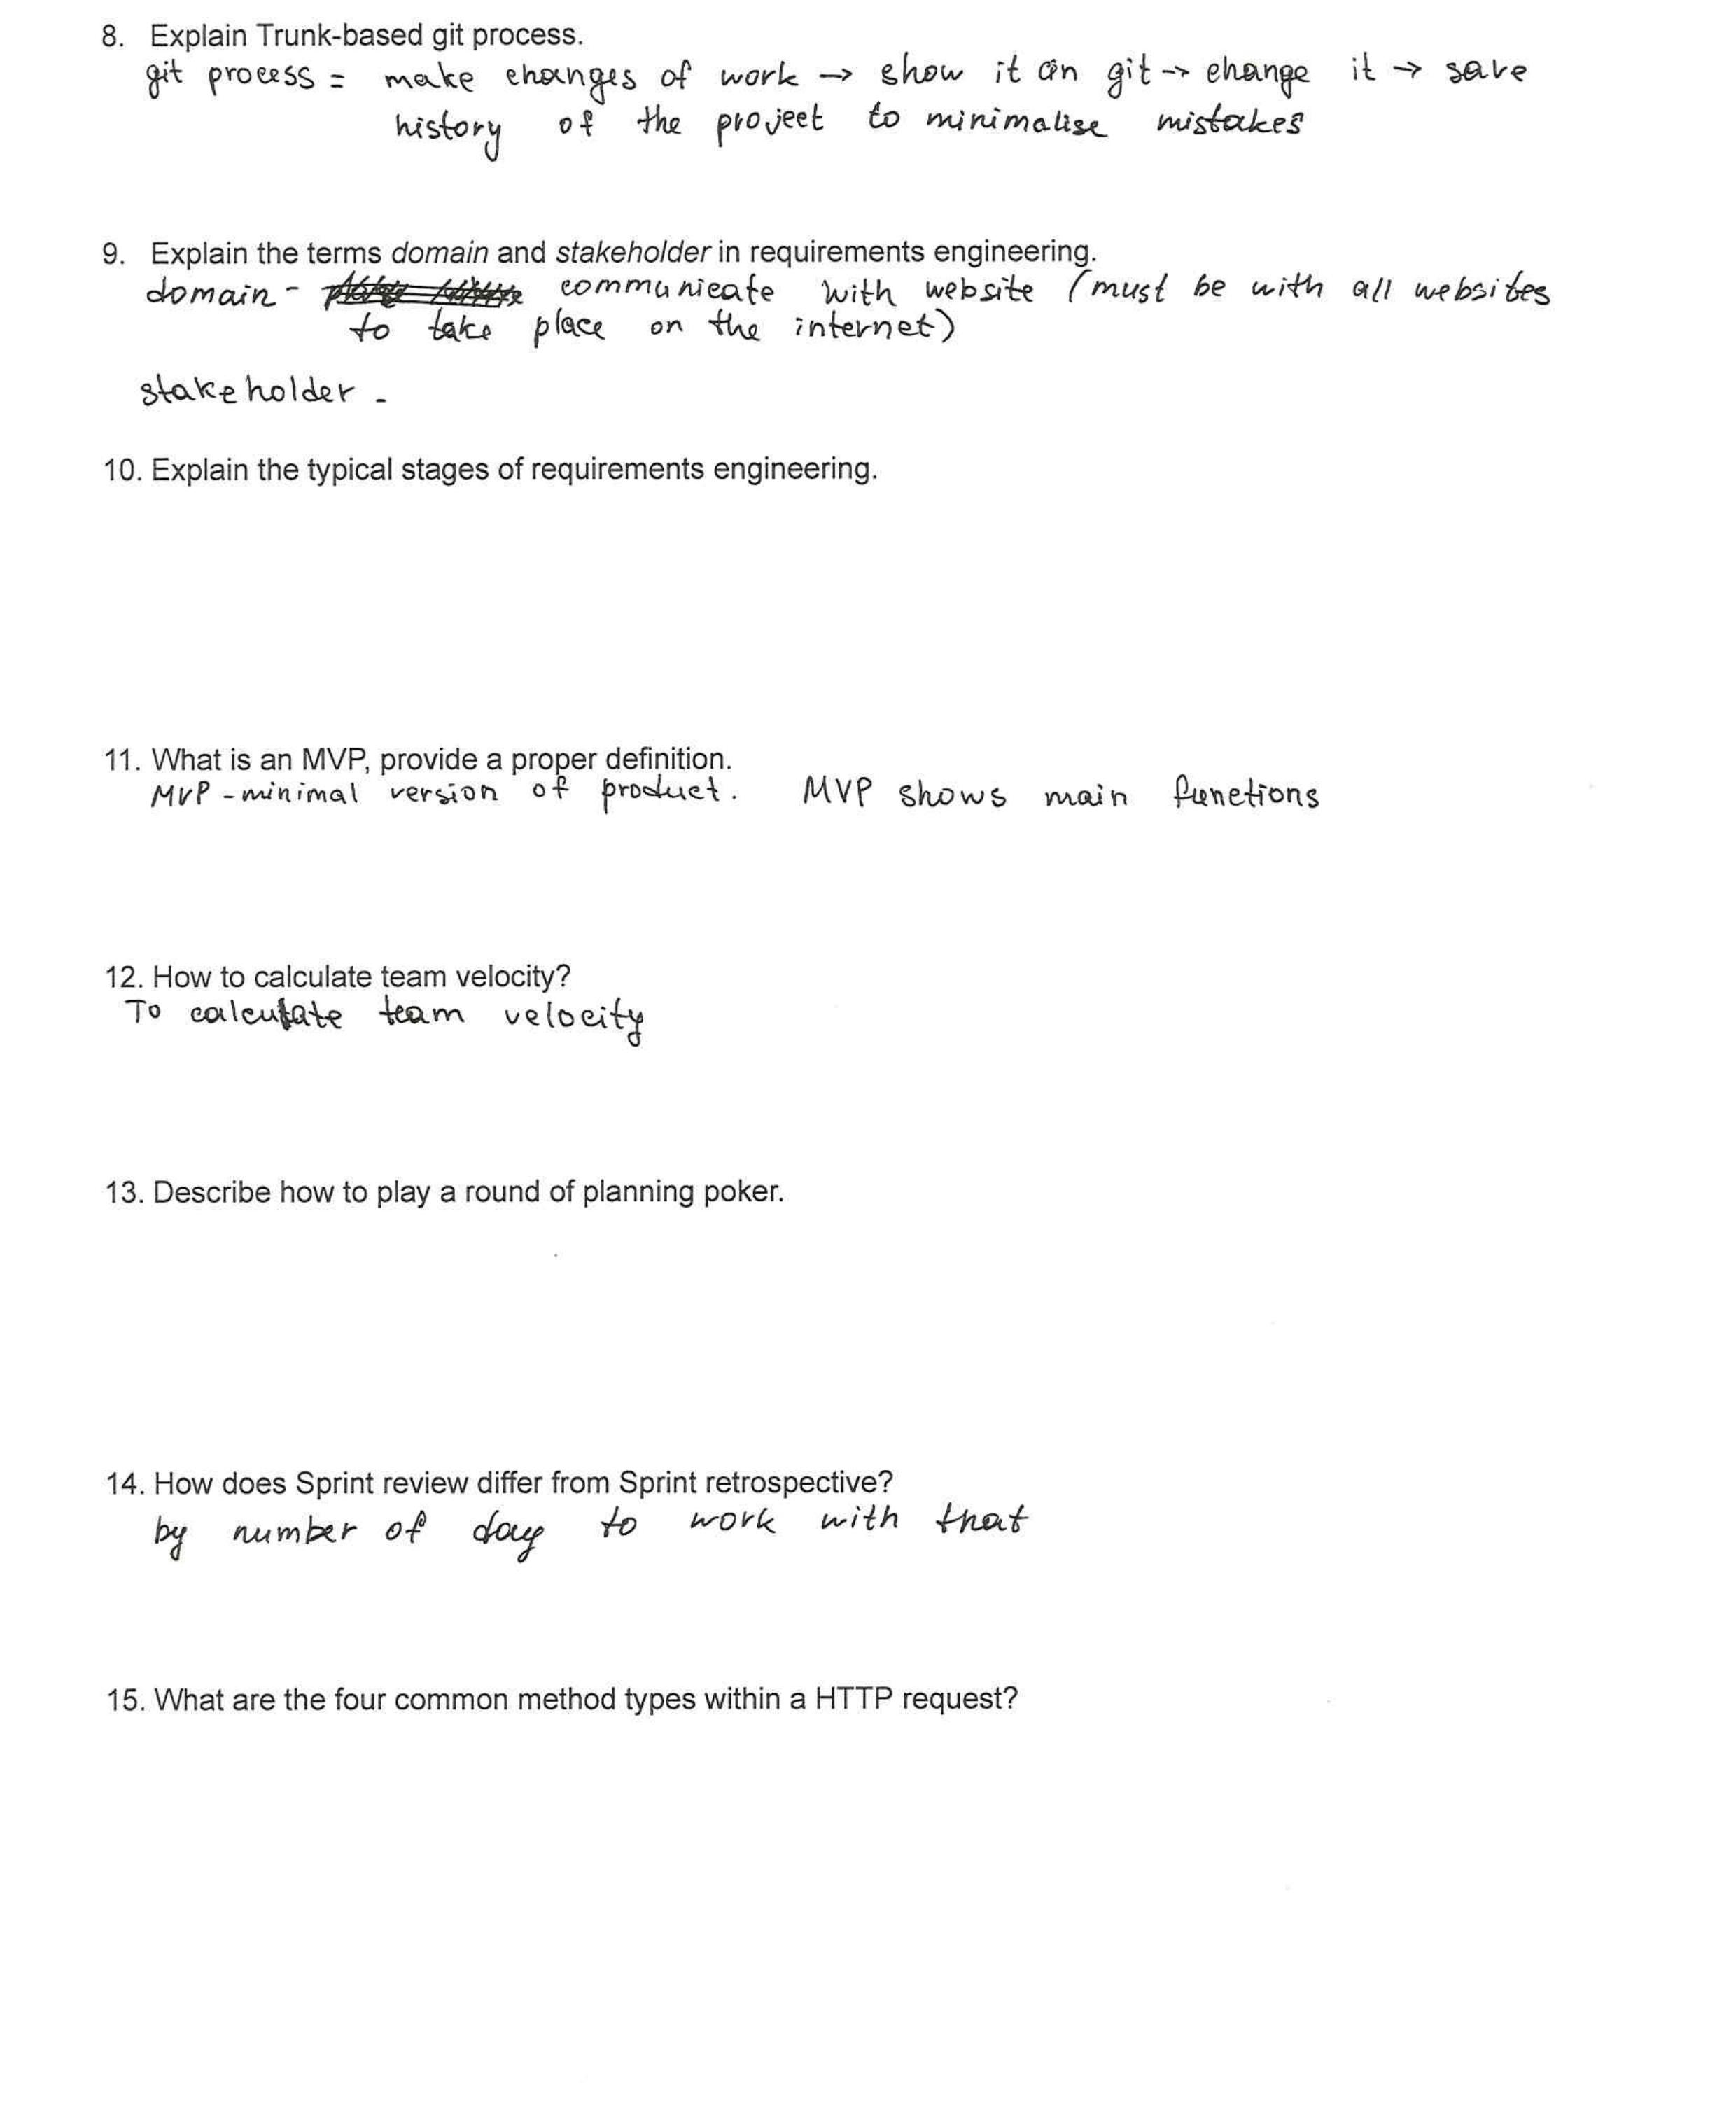 8. Explain Trunk-based git process.
git process = make changes of work → show it on git → change it → save
history of the project to minimalise mistakes
9. Explain the terms domain and stakeholder in requirements engineering.
domain - communicate with website (must be with all websites
to take place on the internet)
stakeholder -
10. Explain the typical stages of requirements engineering.
11. What is an MVP, provide a proper definition.
MVP - minimal version of product. MVP shows main functions
12. How to calculate team velocity?
To calculate team velocity
13. Describe how to play a round of planning poker.
14. How does Sprint review differ from Sprint retrospective?
by number of day to work with that
15. What are the four common method types within a HTTP request?